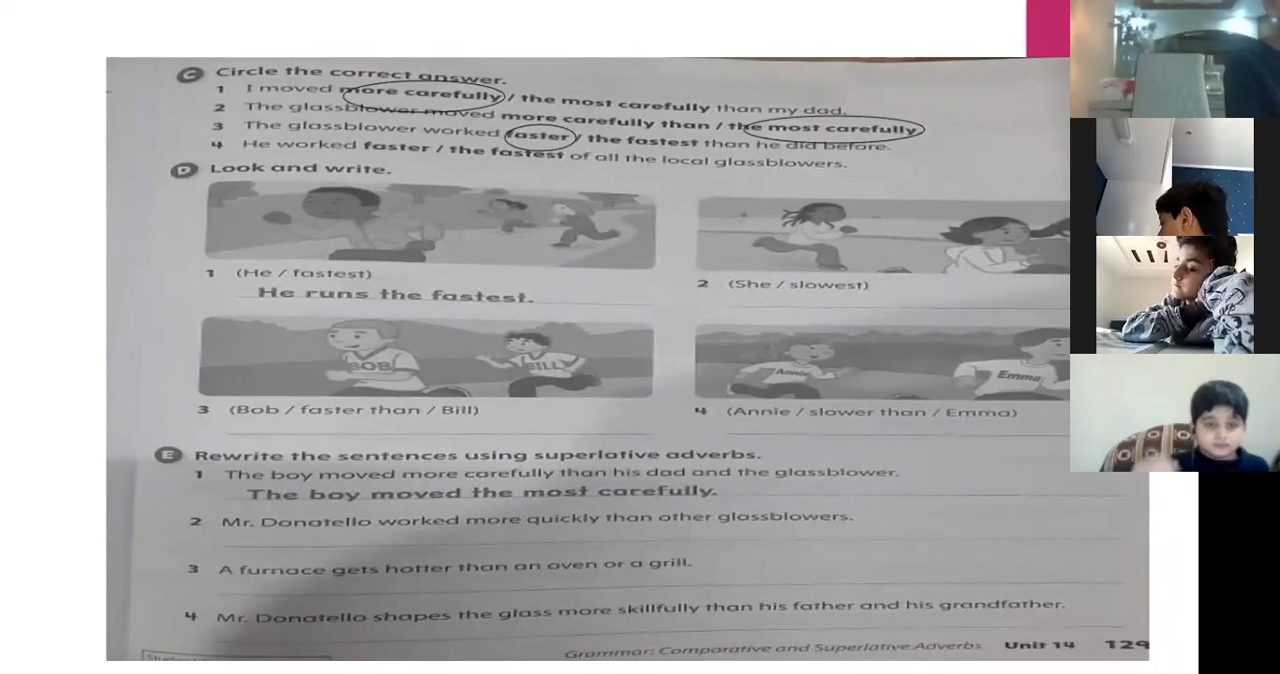 C Circle the correct answer.
1 I moved more carefully / the most carefully than my dad.
2 The glassblower moved more carefully than / the most carefully
3 The glassblower worked faster / the fastest than he did before.
4 He worked faster / the fastest of all the local glassblowers.
D Look and write.
1 (He / fastest)
He runs the fastest.
2 (She / slowest)
BOB
BILL
Annie
Emma
3 (Bob / faster than / Bill)
4 (Annie / slower than / Emma)
E Rewrite the sentences using superlative adverbs.
1 The boy moved more carefully than his dad and the glassblower.
The boy moved the most carefully.
2 Mr. Donatello worked more quickly than other glassblowers.
3 A furnace gets hotter than an oven or a grill.
4 Mr. Donatello shapes the glass more skillfully than his father and his grandfather.
Grammar: Comparative and Superlative Adverbs Unit 14 129